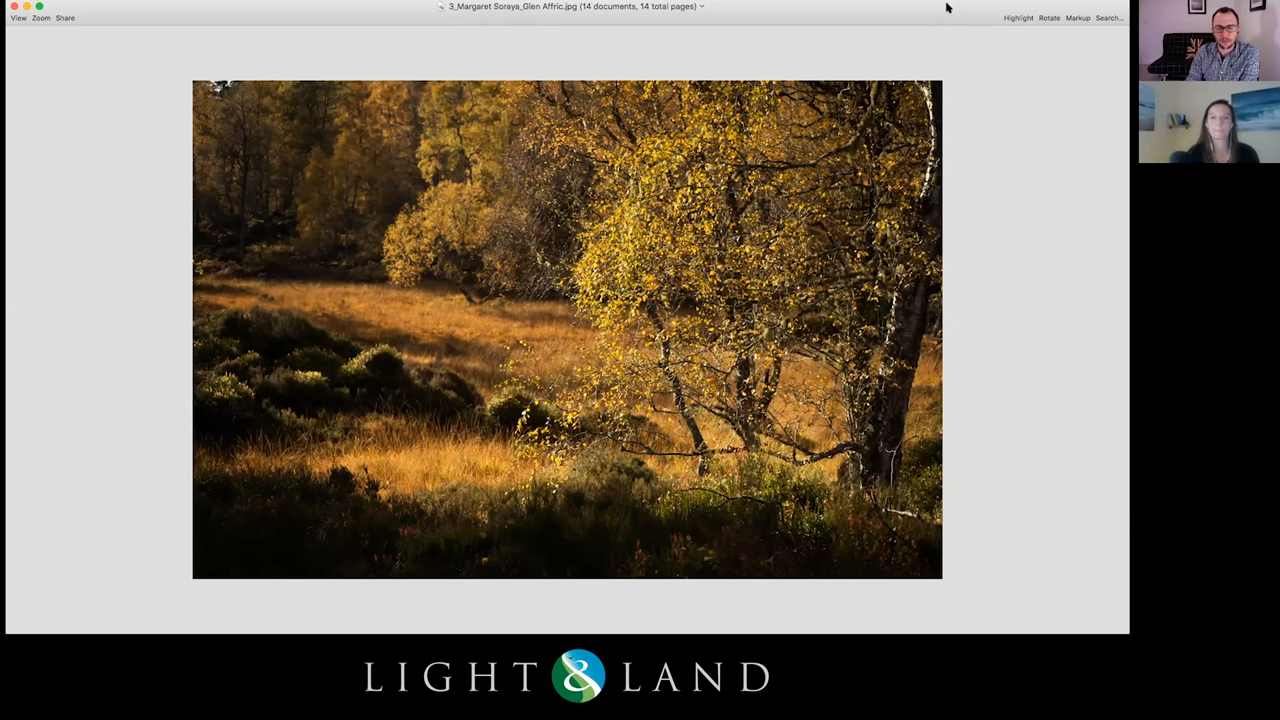 3_Margaret Soraya_Glen Affric.jpg (14 documents, 14 total pages)
View Zoom Share
Highlight Rotate Markup Search...
LIGHT & LAND